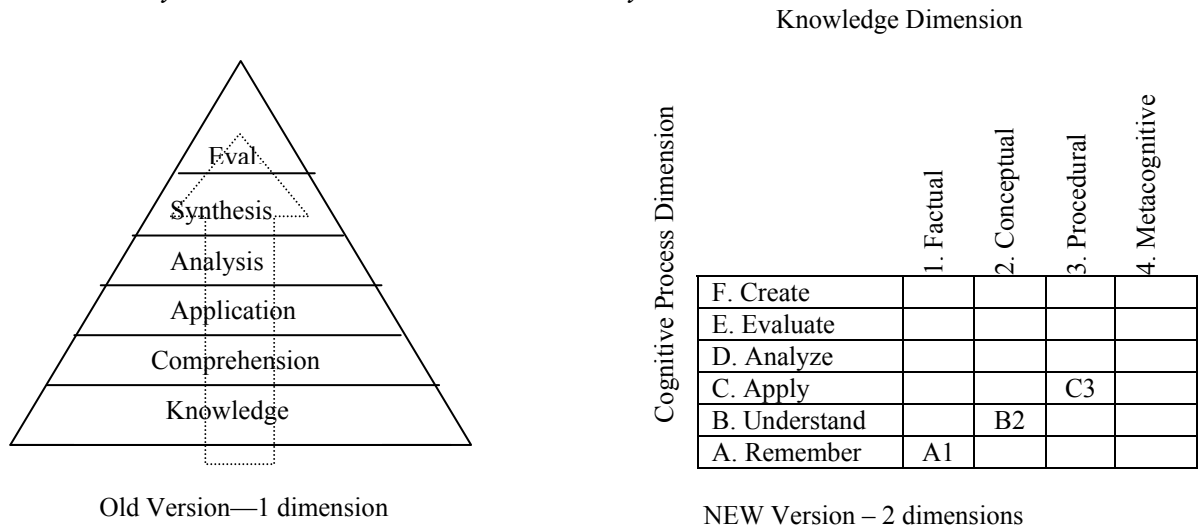 Eval
Synthesis
Analysis
Application
Comprehension
Knowledge
Old Version—1 dimension
Knowledge Dimension
Cognitive Process Dimension
1. Factual
2. Conceptual
3. Procedural
4. Metacognitive
F. Create
E. Evaluate
D. Analyze
C. Apply C3
B. Understand B2
A. Remember A1
NEW Version – 2 dimensions